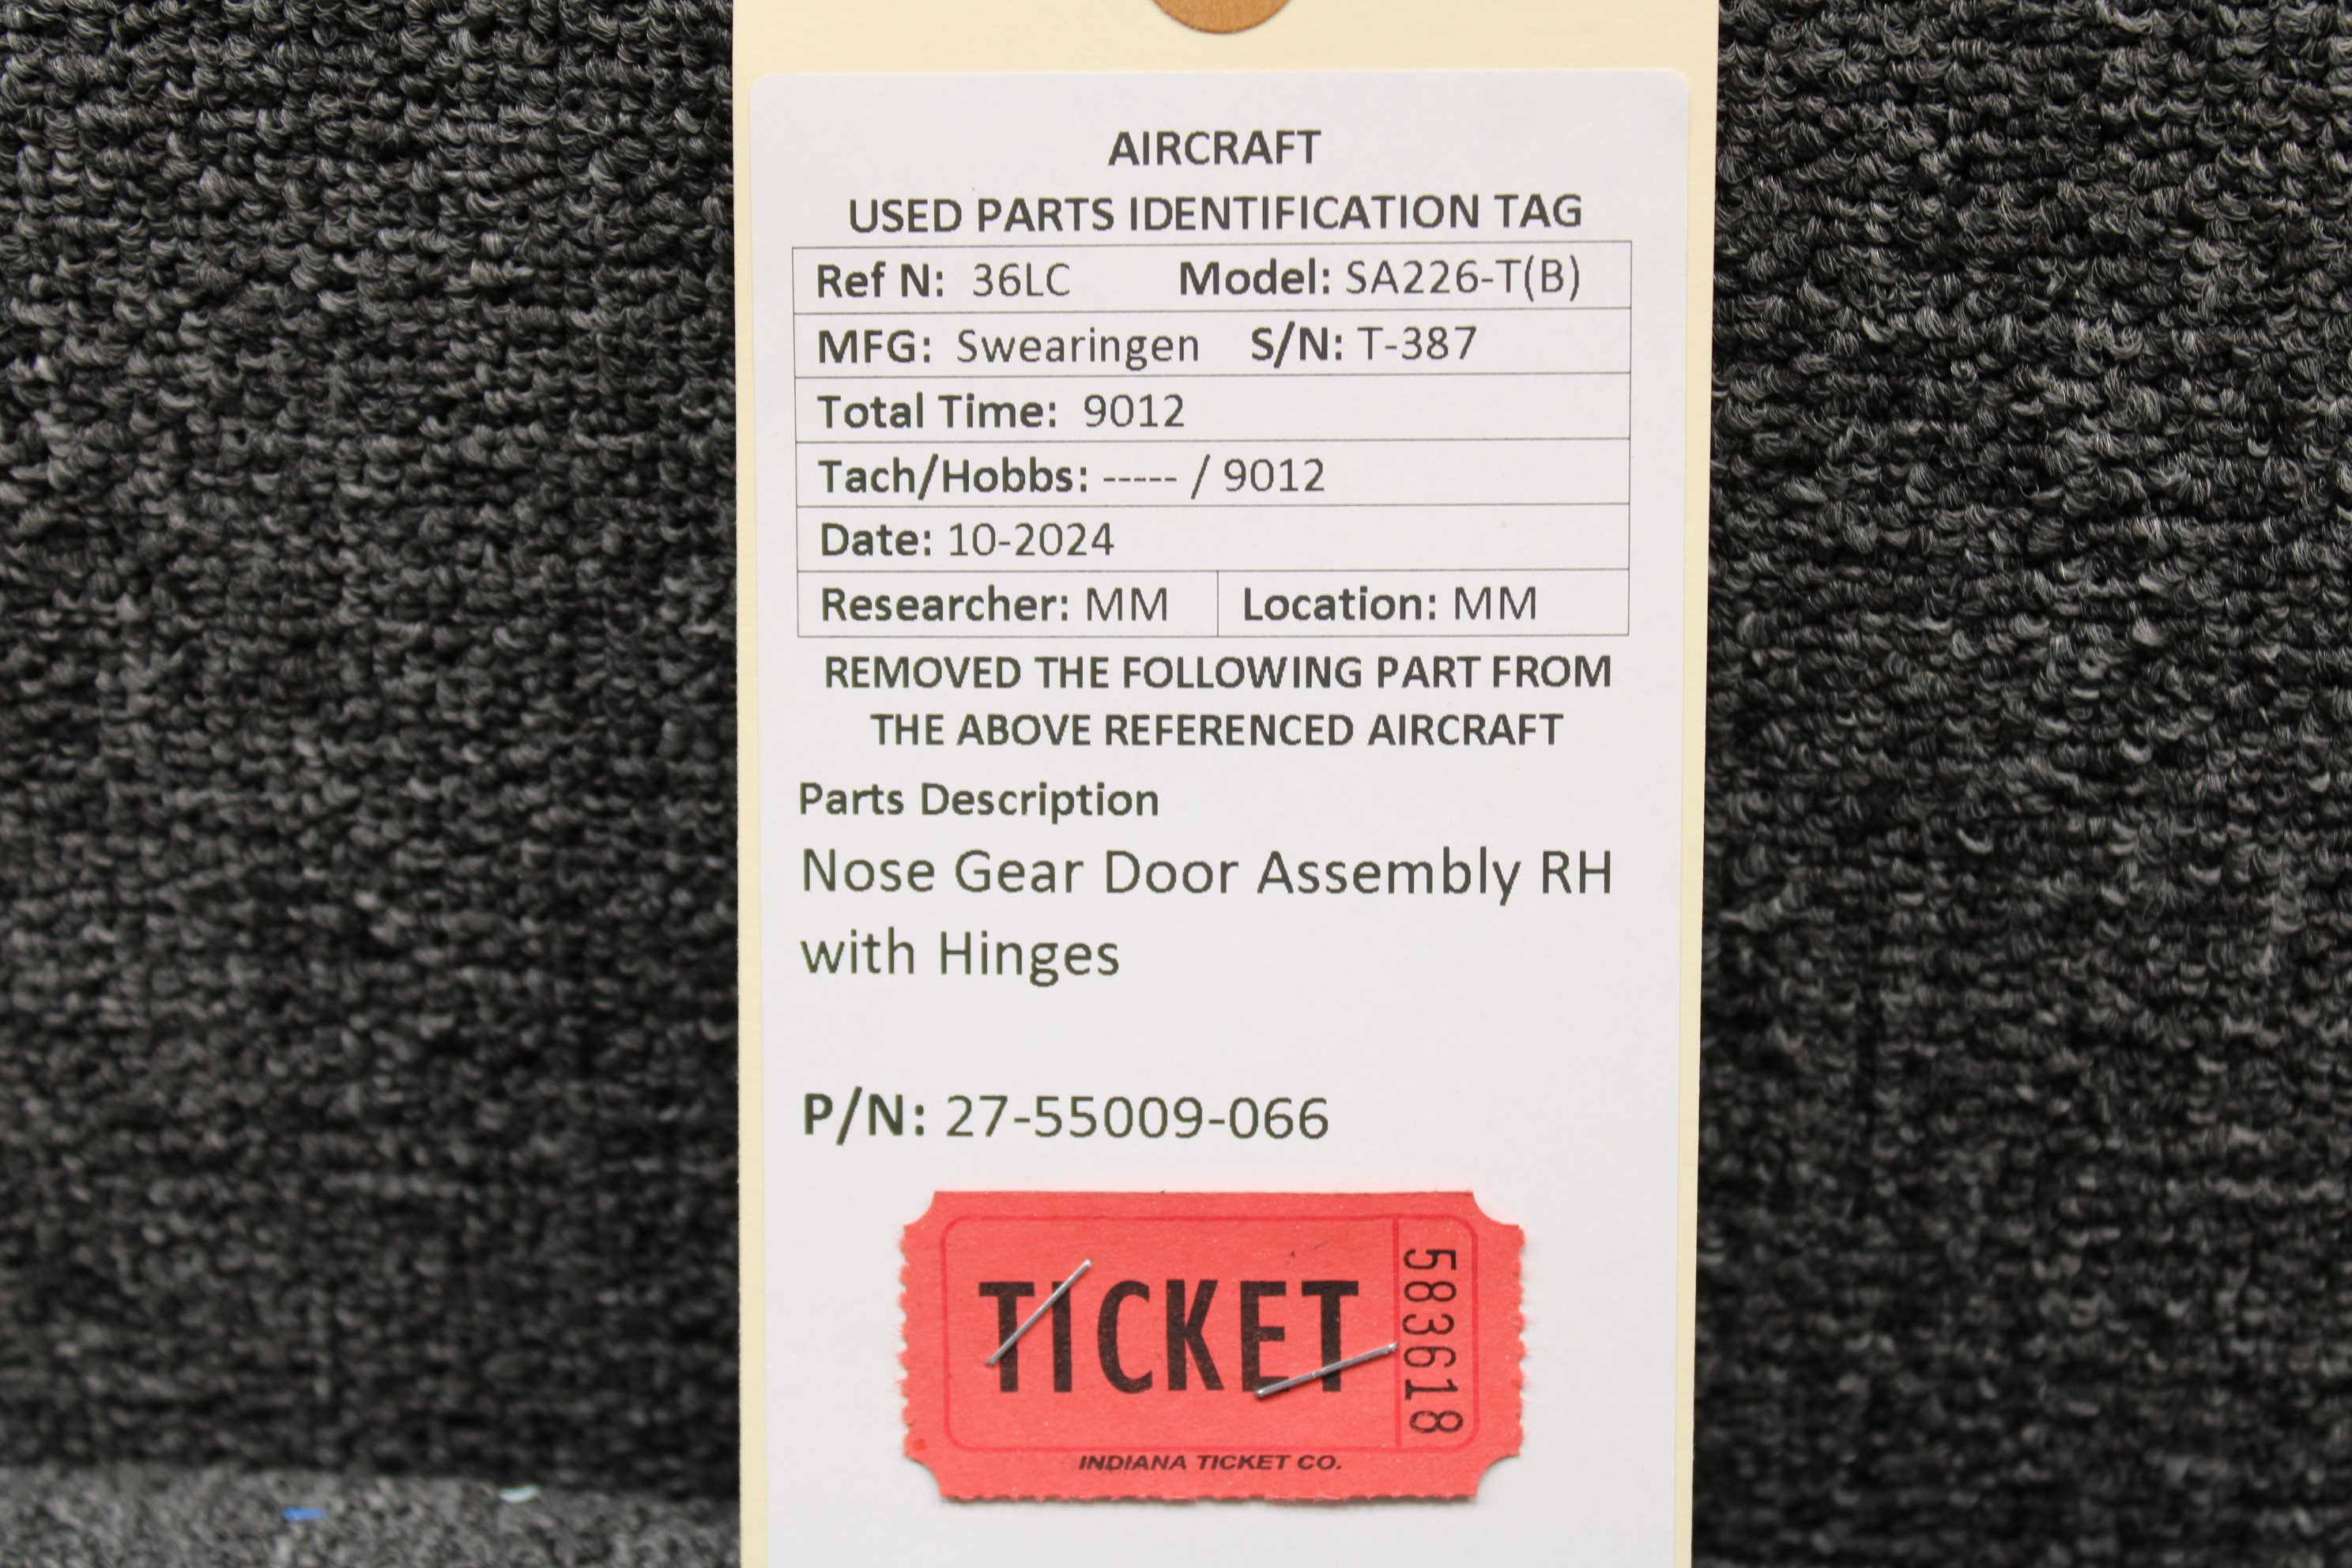 AIRCRAFT
USED PARTS IDENTIFICATION TAG
Ref N: 36LC Model: SA226-T(B)
MFG: Swearingen S/N: T-387
Total Time: 9012
Tach/Hobbs: ----- / 9012
Date: 10-2024
Researcher: MM Location: MM
REMOVED THE FOLLOWING PART FROM
THE ABOVE REFERENCED AIRCRAFT
Parts Description
Nose Gear Door Assembly RH
with Hinges
P/N: 27-55009-066
TICKET
583618
INDIANA TICKET CO.